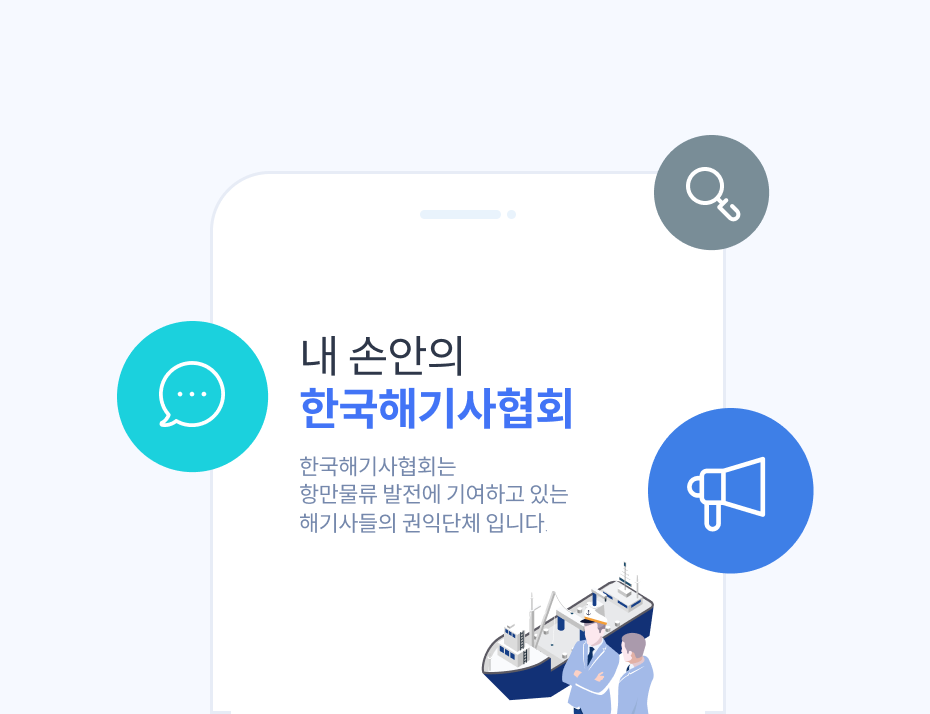 내 손안의
한국해기사협회
한국해기사협회는
항만물류 발전에 기여하고 있는
해기사들의 권익단체 입니다.